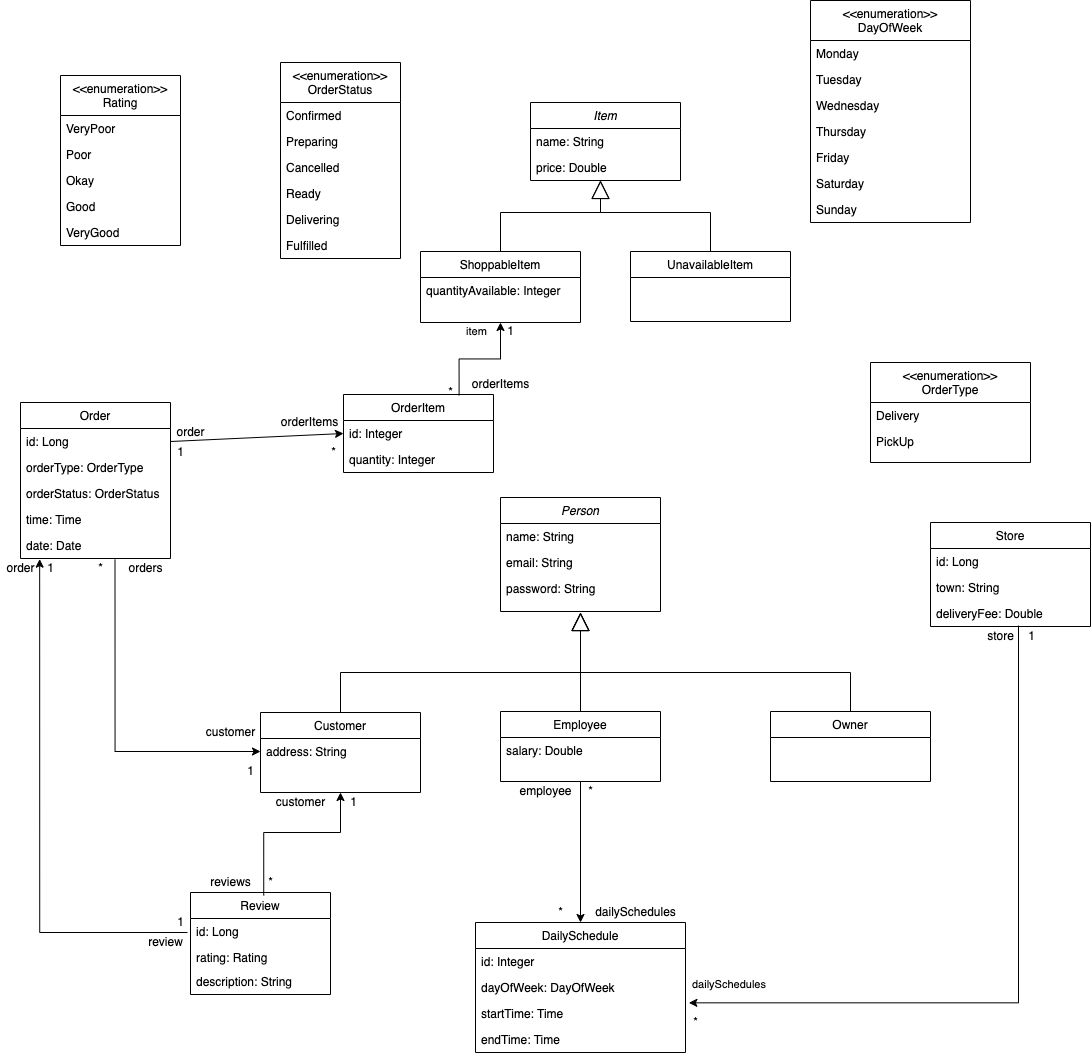 <<enumeration>>
DayOfWeek
Monday
Tuesday
Wednesday
Thursday
Friday
Saturday
Sunday
<<enumeration>>
Rating
VeryPoor
Poor
Okay
Good
VeryGood
<<enumeration>>
OrderStatus
Confirmed
Preparing
Cancelled
Ready
Delivering
Fulfilled
Item
name: String
price: Double
ShoppableItem
quantityAvailable: Integer
UnavailableItem
item 1
* orderItems
<<enumeration>>
OrderType
Delivery
PickUp
Order
id: Long
orderType: OrderType
orderStatus: OrderStatus
time: Time
date: Date
order
1
orderItems
*
OrderItem
id: Integer
quantity: Integer
Person
name: String
email: String
password: String
Store
id: Long
town: String
deliveryFee: Double
store 1
order 1
* orders
customer
1
Customer
address: String
Employee
salary: Double
Owner
customer 1
employee *
reviews *
1
review
Review
id: Long
rating: Rating
description: String
* dailySchedules
DailySchedule
id: Integer
dayOfWeek: DayOfWeek
startTime: Time
endTime: Time
dailySchedules
*